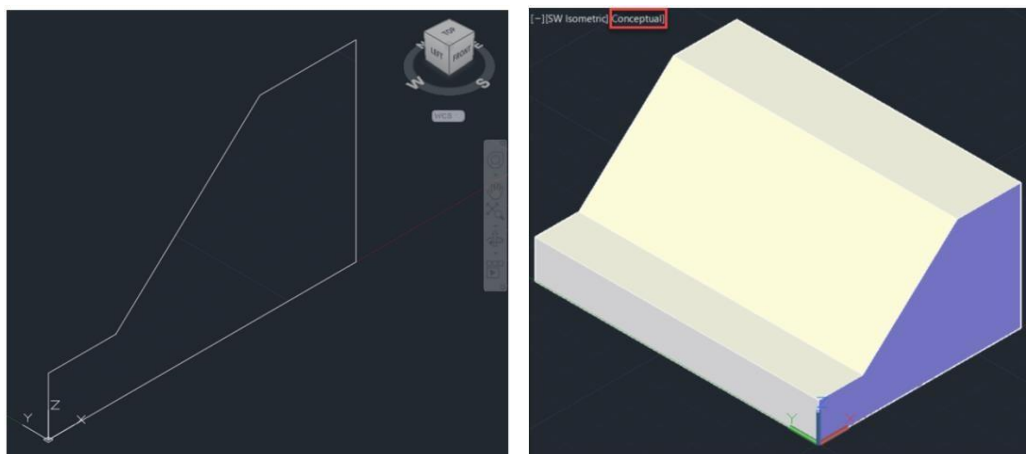 TOP
LEFT
FRONT
W
S
WCS
Y
Z
X
[−][SW Isometric][Conceptual]
Y
Z
X